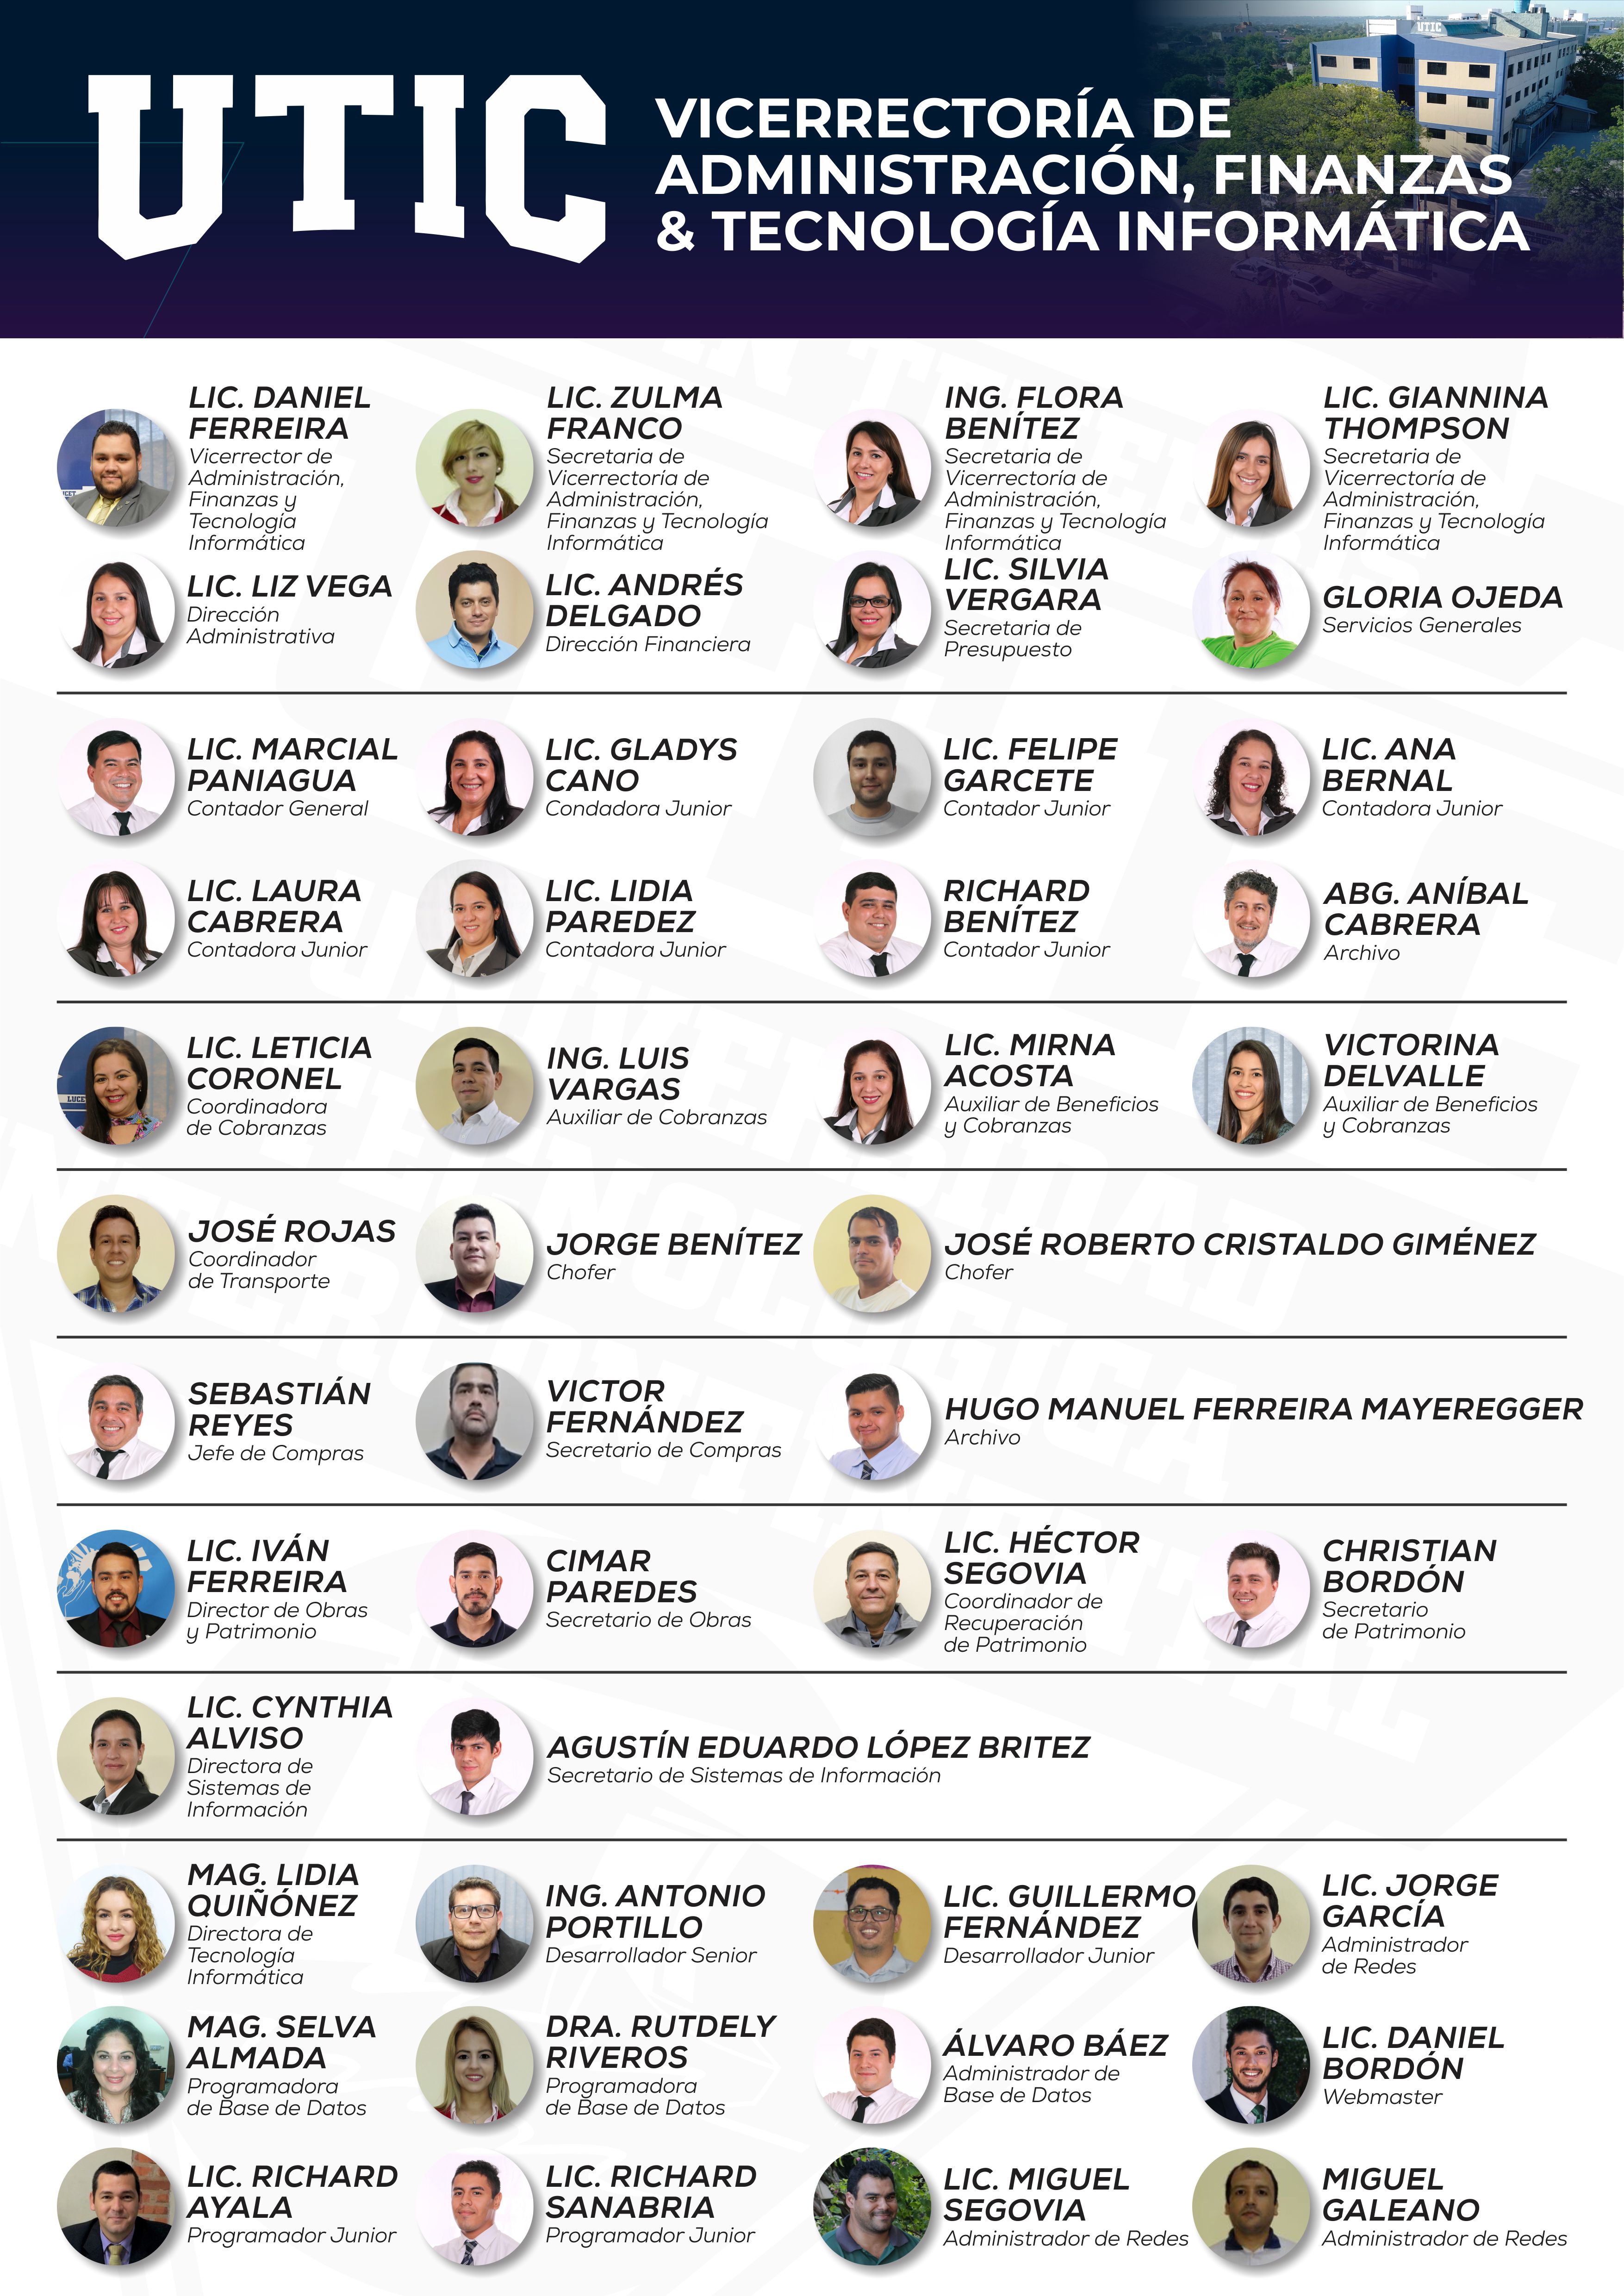 UTIC
VICERRECTORÍA DE
ADMINISTRACIÓN, FINANZAS
& TECNOLOGÍA INFORMÁTICA
UTIC
LIC. DANIEL
FERREIRA
Vicerrector de
Administración,
Finanzas y
Tecnología
Informática
LIC. ZULMA
FRANCO
Secretaria de
Vicerrectoría de
Administración,
Finanzas y Tecnología
Informática
ING. FLORA
BENÍTEZ
Secretaria de
Vicerrectoría de
Administración,
Finanzas y Tecnología
Informática
LIC. GIANNINA
THOMPSON
Secretaria de
Vicerrectoría de
Administración,
Finanzas y Tecnología
Informática
LIC. LIZ VEGA
Dirección
Administrativa
LIC. ANDRÉS
DELGADO
Dirección Financiera
LIC. SILVIA
VERGARA
Secretaria de
Presupuesto
GLORIA OJEDA
Servicios Generales
LIC. MARCIAL
PANIAGUA
Contador General
LIC. GLADYS
CANO
Condadora Junior
LIC. FELIPE
GARCETE
Contador Junior
LIC. ANA
BERNAL
Contadora Junior
LIC. LAURA
CABRERA
Contadora Junior
LIC. LIDIA
PAREDEZ
Contadora Junior
RICHARD
BENÍTEZ
Contador Junior
ABG. ANÍBAL
CABRERA
Archivo
LIC. LETICIA
CORONEL
Coordinadora
de Cobranzas
ING. LUIS
VARGAS
Auxiliar de Cobranzas
LIC. MIRNA
ACOSTA
Auxiliar de Beneficios
y Cobranzas
VICTORINA
DELVALLE
Auxiliar de Beneficios
y Cobranzas
JOSÉ ROJAS
Coordinador
de Transporte
JORGE BENÍTEZ
Chofer
JOSÉ ROBERTO CRISTALDO GIMÉNEZ
Chofer
SEBASTIÁN
REYES
Jefe de Compras
VICTOR
FERNÁNDEZ
Secretario de Compras
HUGO MANUEL FERREIRA MAYEREGGER
Archivo
LIC. IVÁN
FERREIRA
Director de Obras
y Patrimonio
CIMAR
PAREDES
Secretario de Obras
LIC. HÉCTOR
SEGOVIA
Coordinador de
Recuperación
de Patrimonio
CHRISTIAN
BORDÓN
Secretario
de Patrimonio
LIC. CYNTHIA
ALVISO
Directora de
Sistemas de
Información
AGUSTÍN EDUARDO LÓPEZ BRITEZ
Secretario de Sistemas de Información
MAG. LIDIA
QUIÑÓNEZ
Directora de
Tecnología
Informática
ING. ANTONIO
PORTILLO
Desarrollador Senior
LIC. GUILLERMO
FERNÁNDEZ
Desarrollador Junior
LIC. JORGE
GARCÍA
Administrador
de Redes
MAG. SELVA
ALMADA
Programadora
de Base de Datos
DRA. RUTDELY
RIVEROS
Programadora
de Base de Datos
ÁLVARO BÁEZ
Administrador de
Base de Datos
LIC. DANIEL
BORDÓN
Webmaster
LIC. RICHARD
AYALA
Programador Junior
LIC. RICHARD
SANABRIA
Programador Junior
LIC. MIGUEL
SEGOVIA
Administrador de Redes
MIGUEL
GALEANO
Administrador de Redes